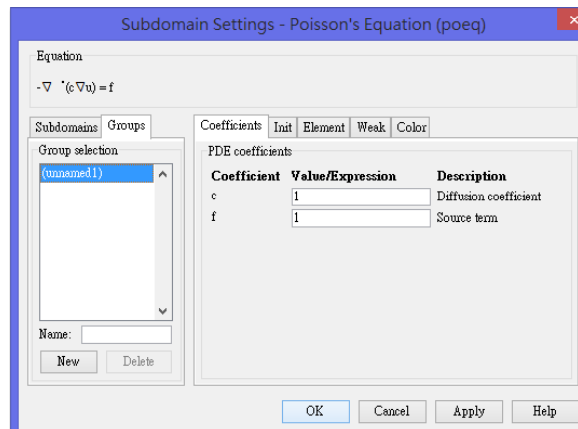 Subdomain Settings - Poisson's Equation (poeq)
Equation
-∇ ·(c∇u) = f
Subdomains Groups
Group selection
(unnamed1)
Name:
New Delete
Coefficients Init Element Weak Color
PDE coefficients
Coefficient Value/Expression Description
c 1 Diffusion coefficient
f 1 Source term
OK Cancel Apply Help